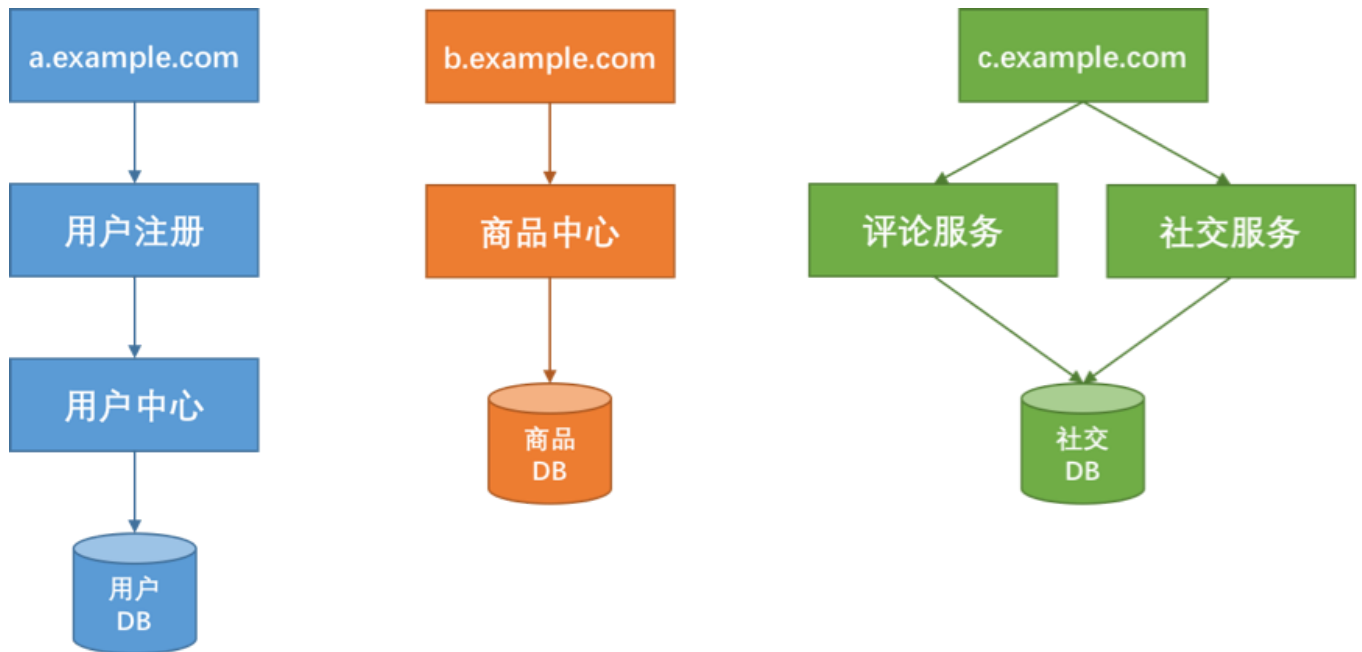 a.example.com
b.example.com
c.example.com
用户注册
商品中心
评论服务
社交服务
用户中心
商品
DB
社交
DB
用户
DB